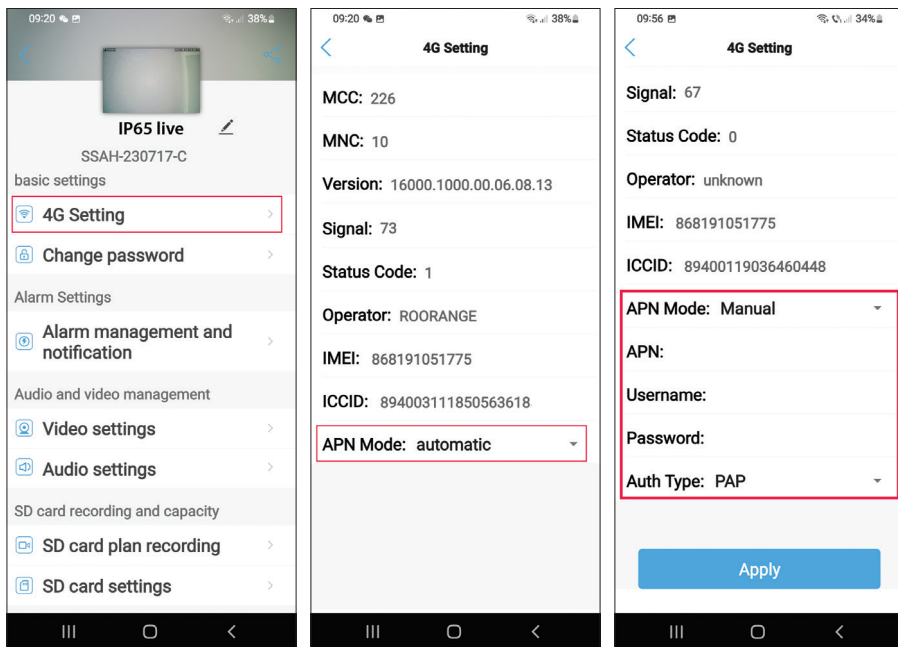 09:20
38%
IP65 live
SSAH-230717-C
basic settings
4G Setting
Change password
Alarm Settings
Alarm management and
notification
Audio and video management
Video settings
Audio settings
SD card recording and capacity
SD card plan recording
SD card settings
09:20
38%
4G Setting
MCC: 226
MNC: 10
Version: 16000.1000.00.06.08.13
Signal: 73
Status Code: 1
Operator: ROORANGE
IMEI: 868191051775
ICCID: 894003111850563618
APN Mode: automatic
09:56
34%
4G Setting
Signal: 67
Status Code: 0
Operator: unknown
IMEI: 868191051775
ICCID: 89400119036460448
APN Mode: Manual
APN:
Username:
Password:
Auth Type: PAP
Apply